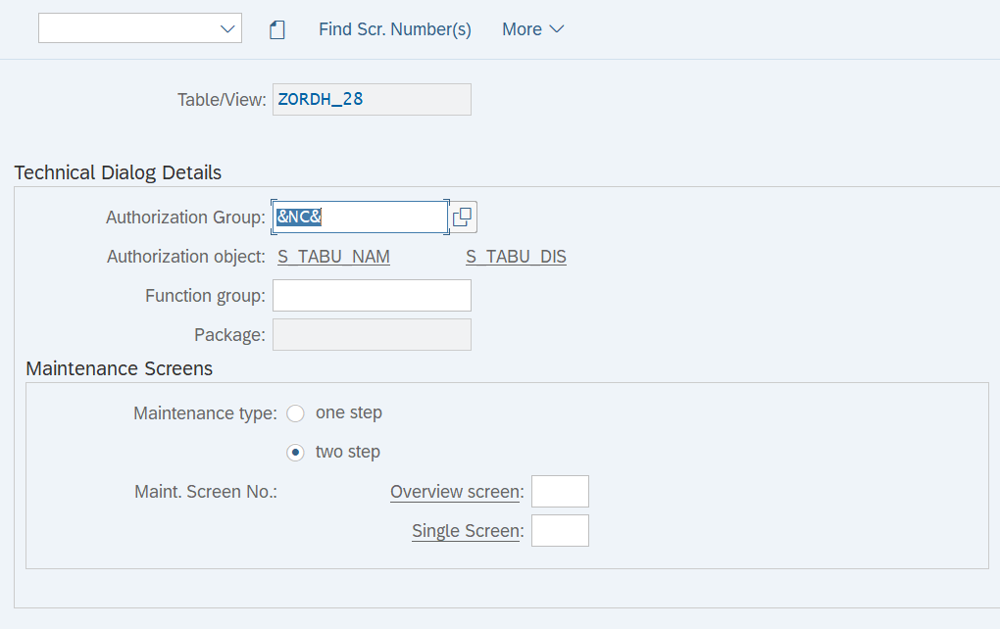 Find Scr. Number(s) More
Table/View: ZORDH_28
Technical Dialog Details
Authorization Group: &NC&
Authorization object: S_TABU_NAM S_TABU_DIS
Function group:
Package:
Maintenance Screens
Maintenance type: one step
two step
Maint. Screen No.: Overview screen:
Single Screen: